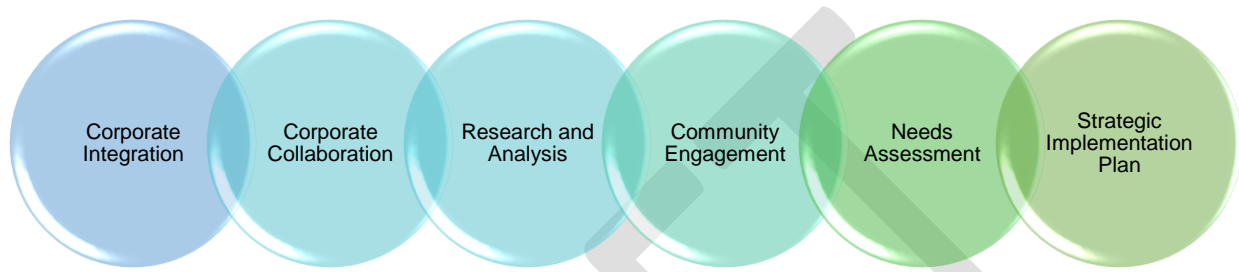 Corporate
Integration
Corporate
Collaboration
Research and
Analysis
Community
Engagement
Needs
Assessment
Strategic
Implementation
Plan